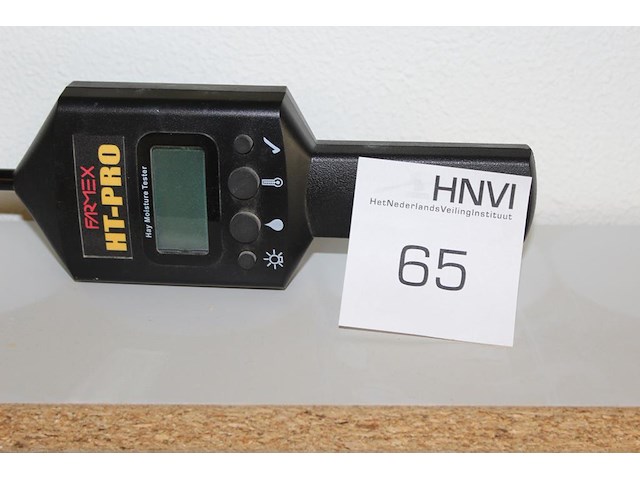 FARMEX
HT-PRO
Hay Moisture Tester
HNVI
HetNederlandsVeilingInstituut
65